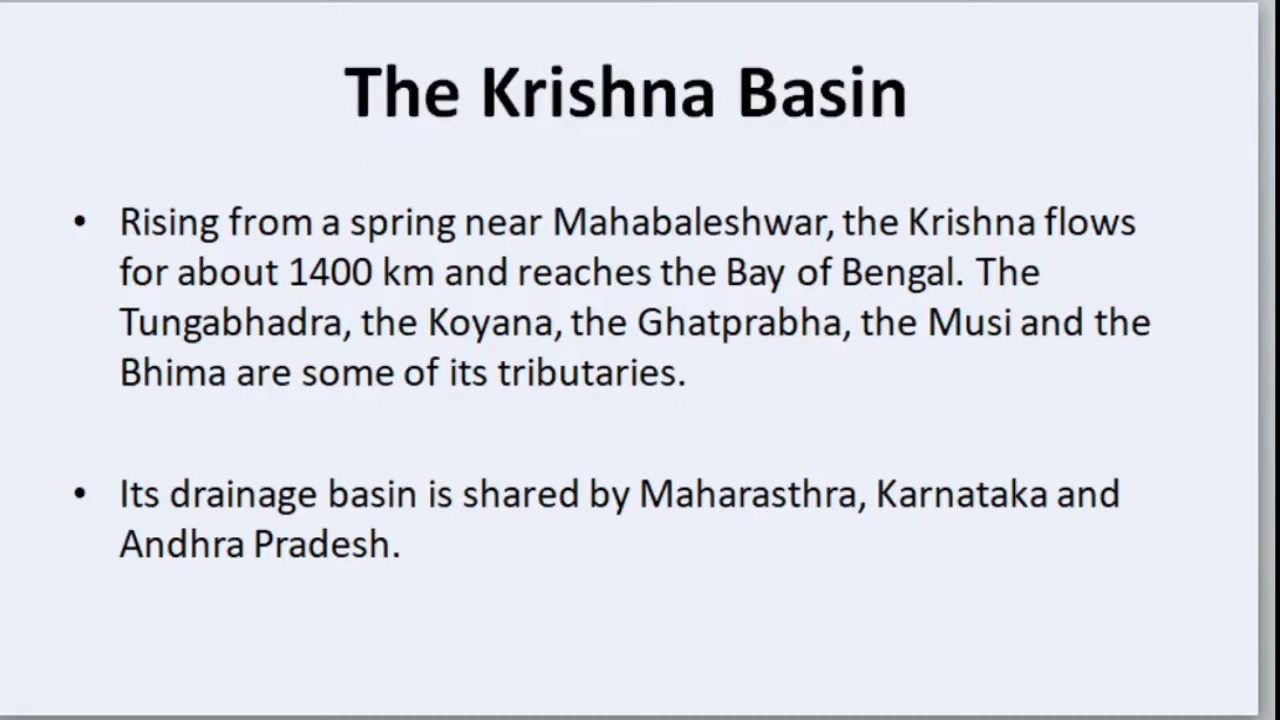 The Krishna Basin
• Rising from a spring near Mahabaleshwar, the Krishna flows
for about 1400 km and reaches the Bay of Bengal. The
Tungabhadra, the Koyana, the Ghatprabha, the Musi and the
Bhima are some of its tributaries.
• Its drainage basin is shared by Maharasthra, Karnataka and
Andhra Pradesh.